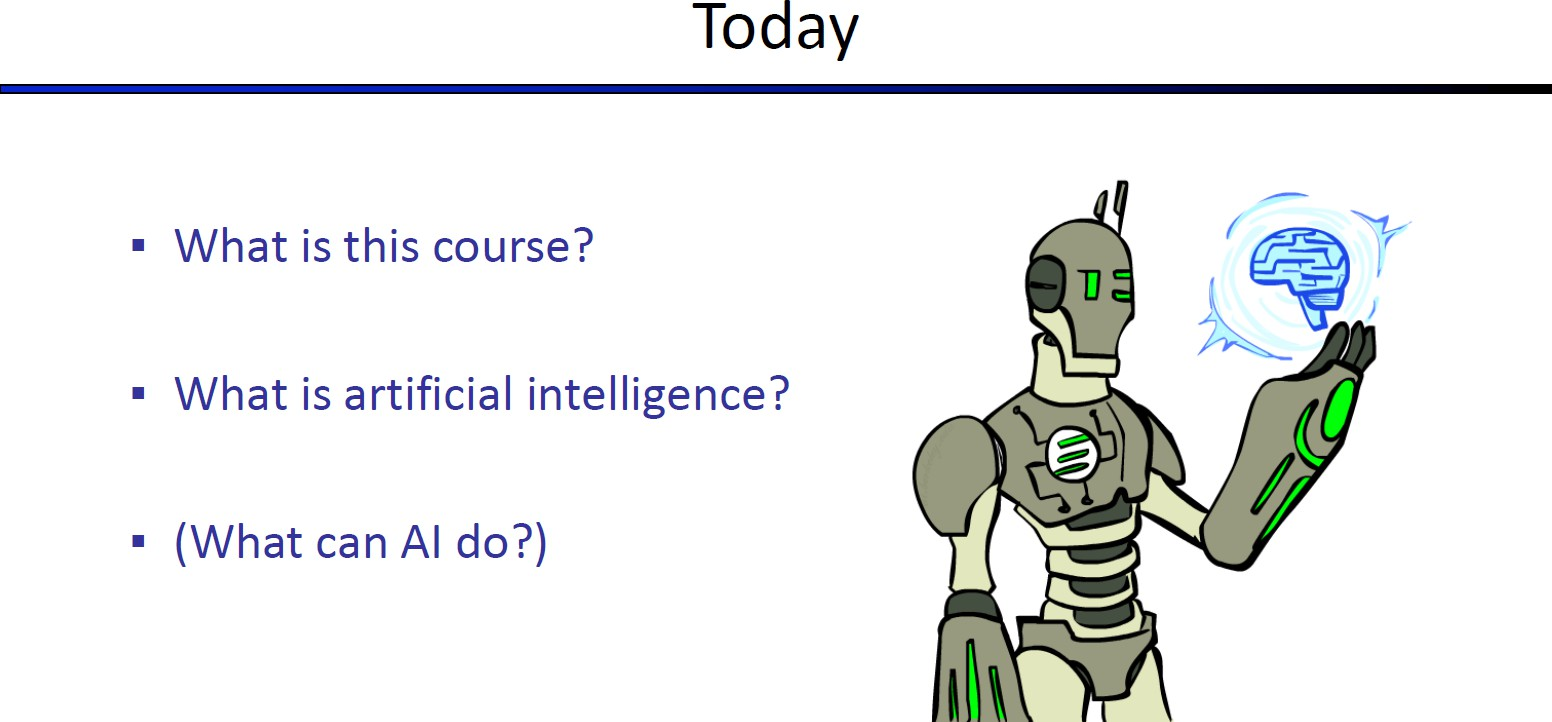 Today
▪ What is this course?
▪ What is artificial intelligence?
▪ (What can AI do?)